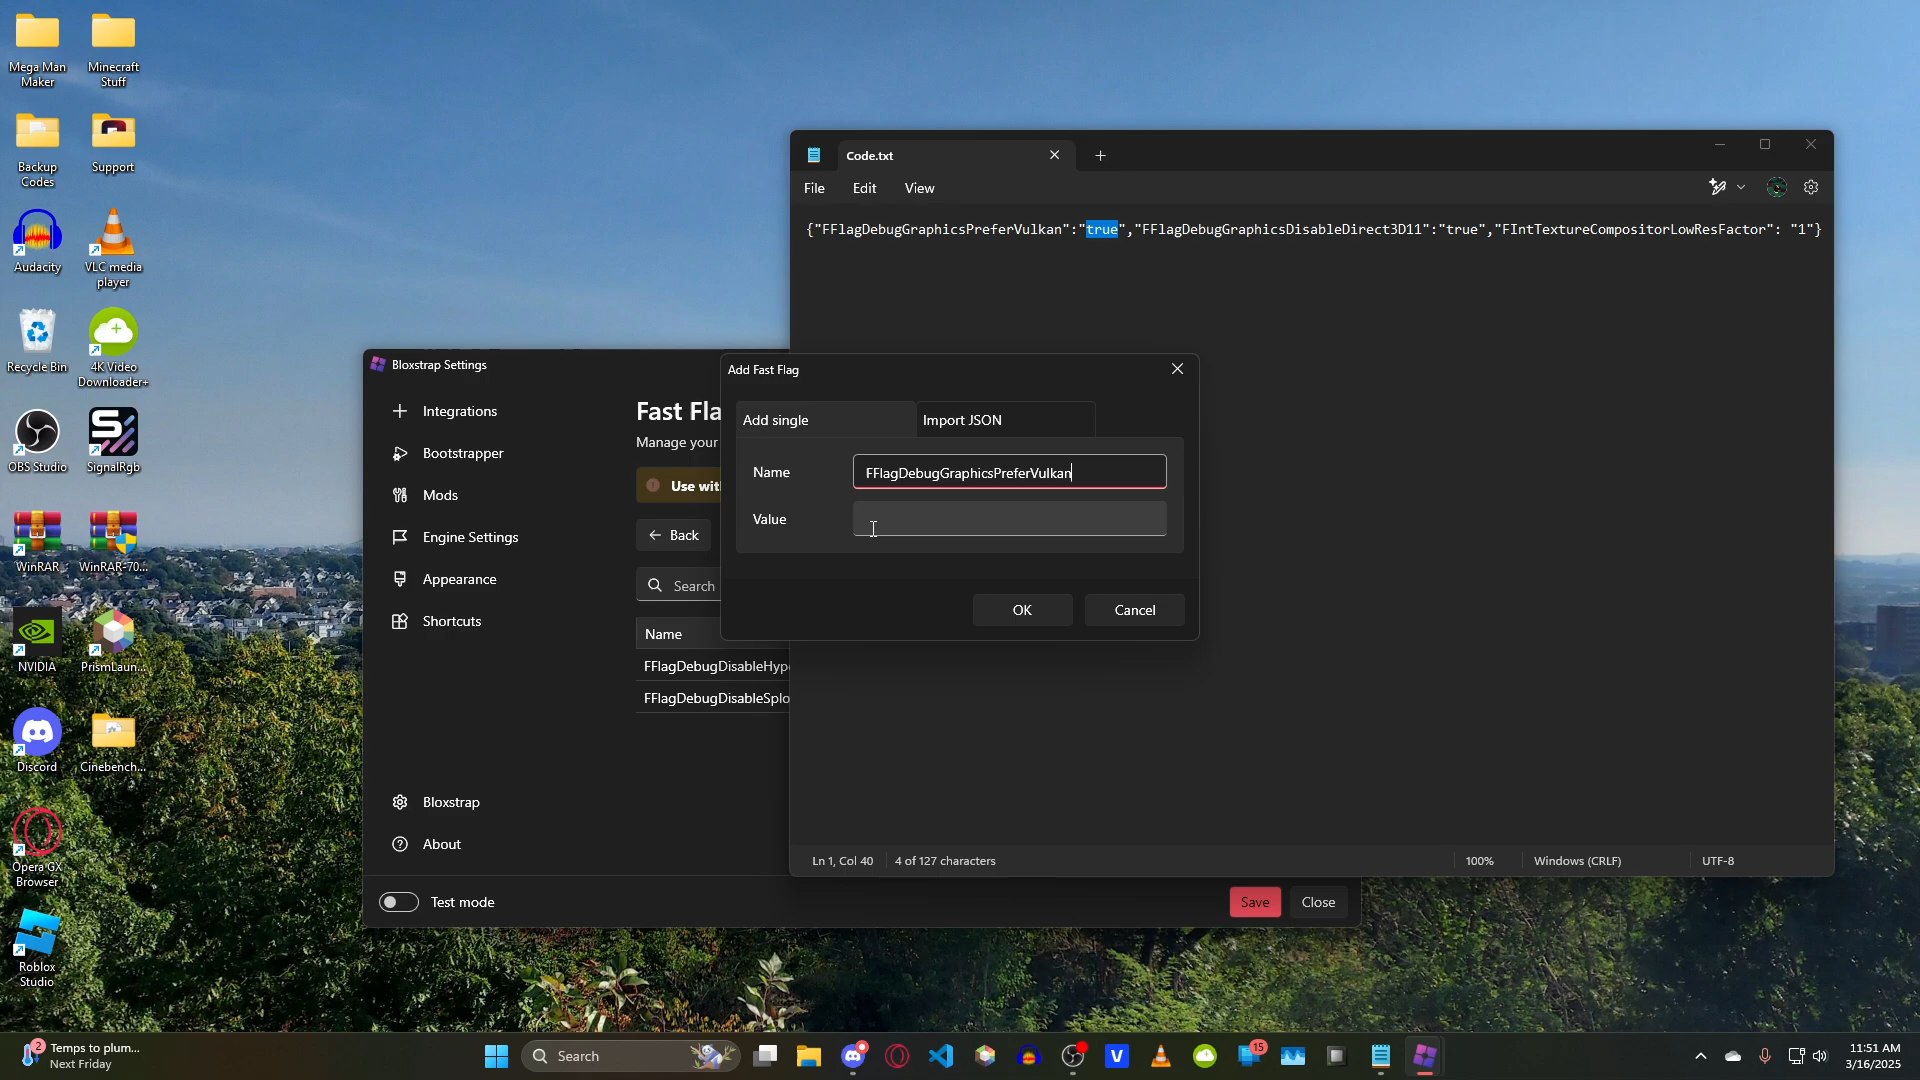 Mega Man
Maker
Minecraft
Stuff
Backup
Codes
Support
Audacity
VLC media
player
Recycle Bin
4K Video
Downloader+
OBS Studio
SignalRgb
WinRAR
WinRAR-70...
NVIDIA
PrismLaun...
Discord
Cinebench...
Opera GX
Browser
Roblox
Studio
Code.txt
File
Edit
View
{"FFlagDebugGraphicsPreferVulkan":"true","FFlagDebugGraphicsDisableDirect3D11":"true","FIntTextureCompositorLowResFactor": "1"}
Ln 1, Col 40
4 of 127 characters
100%
Windows (CRLF)
UTF-8
Bloxstrap Settings
Integrations
Bootstrapper
Mods
Engine Settings
Appearance
Shortcuts
Bloxstrap
About
Fast Fla
Manage your
Use wit
Back
Search
Name
FFlagDebugDisableHyp
FFlagDebugDisableSplo
Test mode
Save
Close
Add Fast Flag
Add single
Import JSON
Name
FFlagDebugGraphicsPreferVulkan
Value
OK
Cancel
2
Temps to plum...
Next Friday
Search
V
15
11:51 AM
3/16/2025